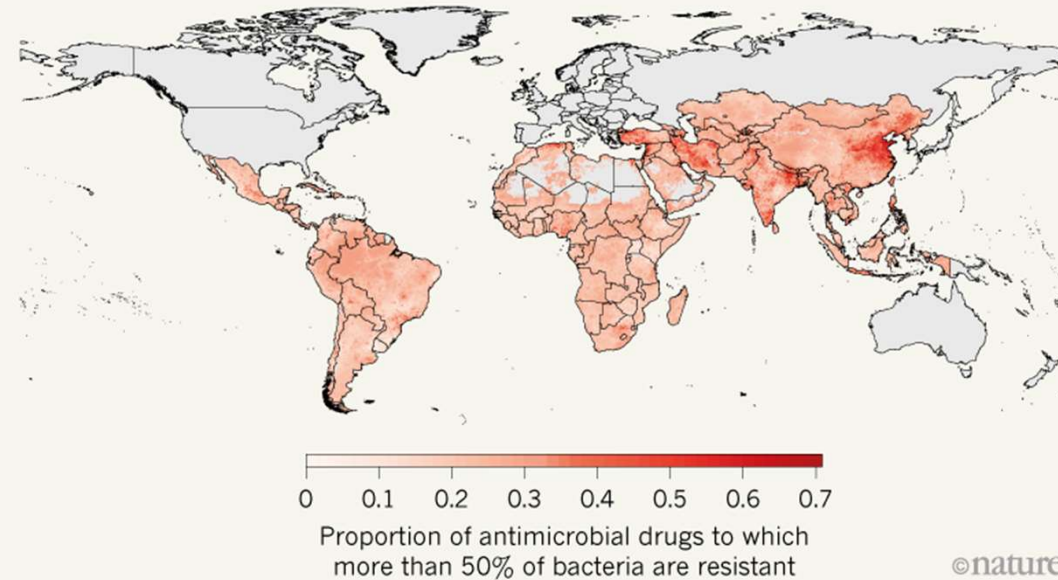 0 0.1 0.2 0.3 0.4 0.5 0.6 0.7
Proportion of antimicrobial drugs to which
more than 50% of bacteria are resistant
©nature